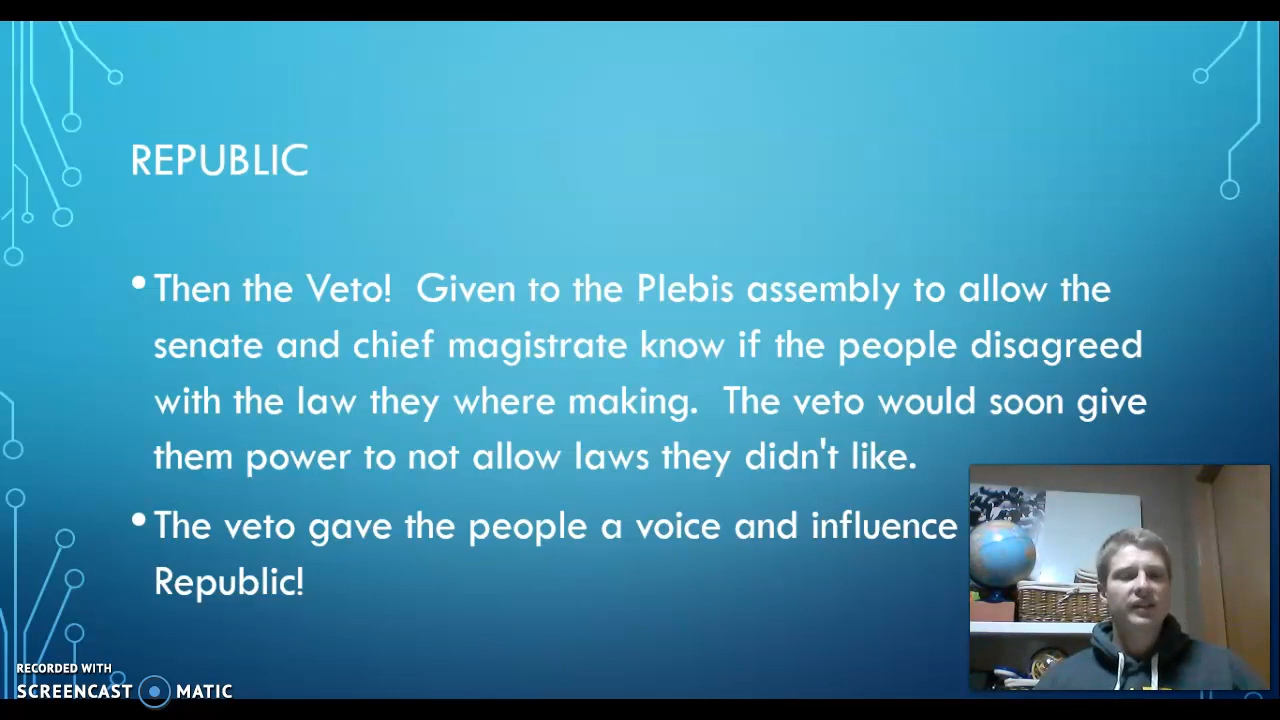 REPUBLIC
• Then the Veto!  Given to the Plebis assembly to allow the
senate and chief magistrate know if the people disagreed
with the law they where making.  The veto would soon give
them power to not allow laws they didn't like.
• The veto gave the people a voice and influence
Republic!
RECORDED WITH
SCREENCAST MATIC